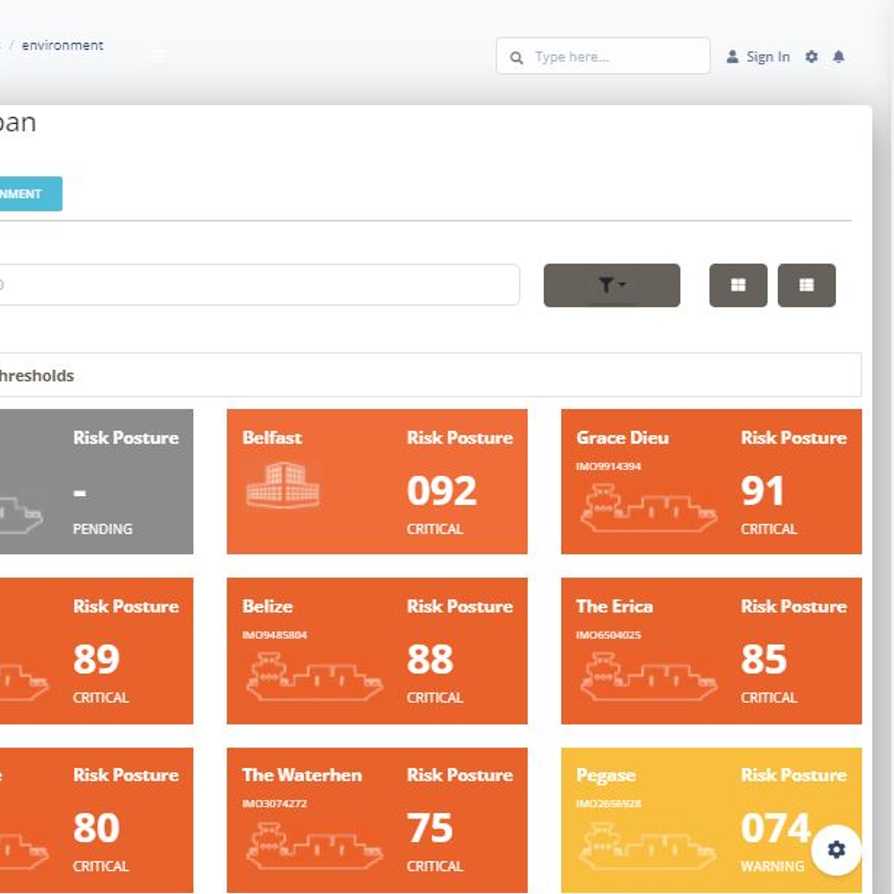 / environment
Type here...
Sign In
NMENT
hresholds
Risk Posture
-
PENDING
Belfast
Risk Posture
092
CRITICAL
Grace Dieu
IMO9914394
Risk Posture
91
CRITICAL
Risk Posture
89
CRITICAL
Belize
IMO9485804
Risk Posture
88
CRITICAL
The Erica
IMO6504025
Risk Posture
85
CRITICAL
Risk Posture
80
CRITICAL
The Waterhen
IMO3074272
Risk Posture
75
CRITICAL
Pegase
Risk Posture
074
WARNING